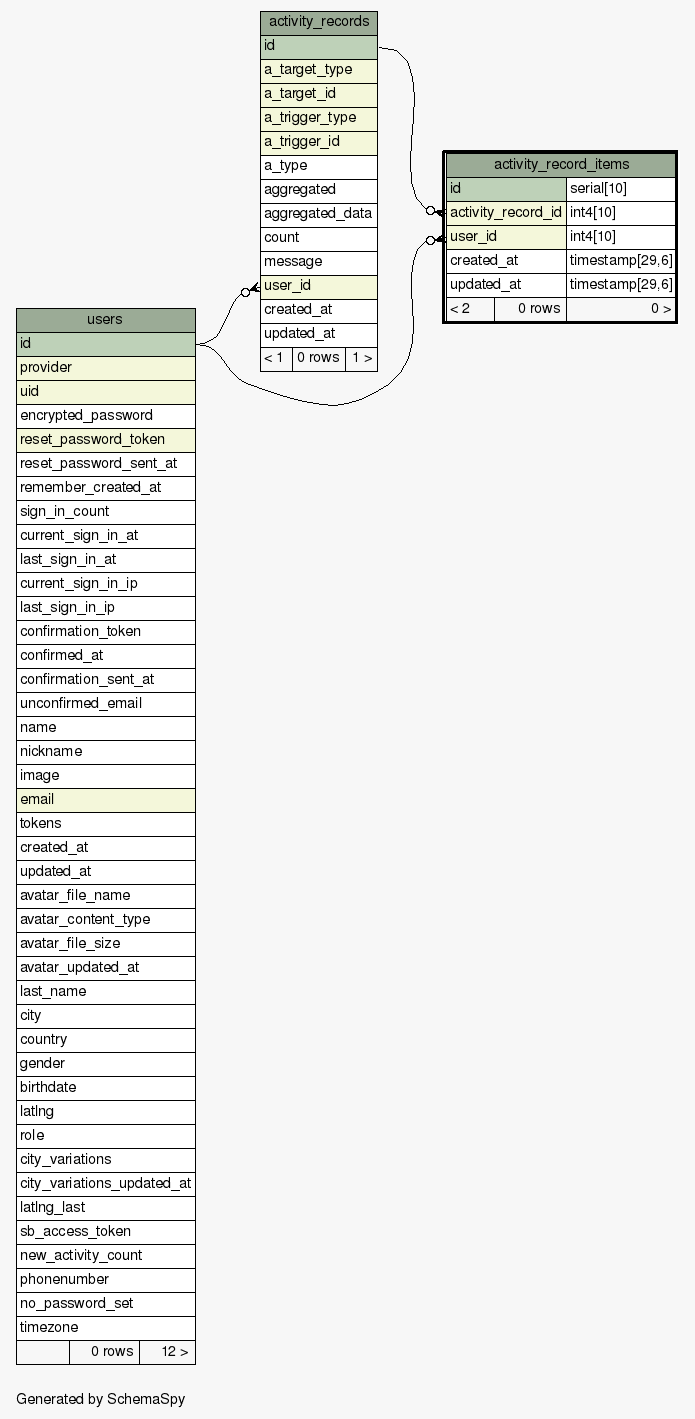 activity_records
id
a_target_type
a_target_id
a_trigger_type
a_trigger_id
a_type
aggregated
aggregated_data
count
message
user_id
created_at
updated_at
< 1 0 rows 1 >
activity_record_items
id serial[10]
activity_record_id int4[10]
user_id int4[10]
created_at timestamp[29,6]
updated_at timestamp[29,6]
< 2 0 rows 0 >
users
id
provider
uid
encrypted_password
reset_password_token
reset_password_sent_at
remember_created_at
sign_in_count
current_sign_in_at
last_sign_in_at
current_sign_in_ip
last_sign_in_ip
confirmation_token
confirmed_at
confirmation_sent_at
unconfirmed_email
name
nickname
image
email
tokens
created_at
updated_at
avatar_file_name
avatar_content_type
avatar_file_size
avatar_updated_at
last_name
city
country
gender
birthdate
latlng
role
city_variations
city_variations_updated_at
latlng_last
sb_access_token
new_activity_count
phonenumber
no_password_set
timezone
0 rows 12 >
Generated by SchemaSpy